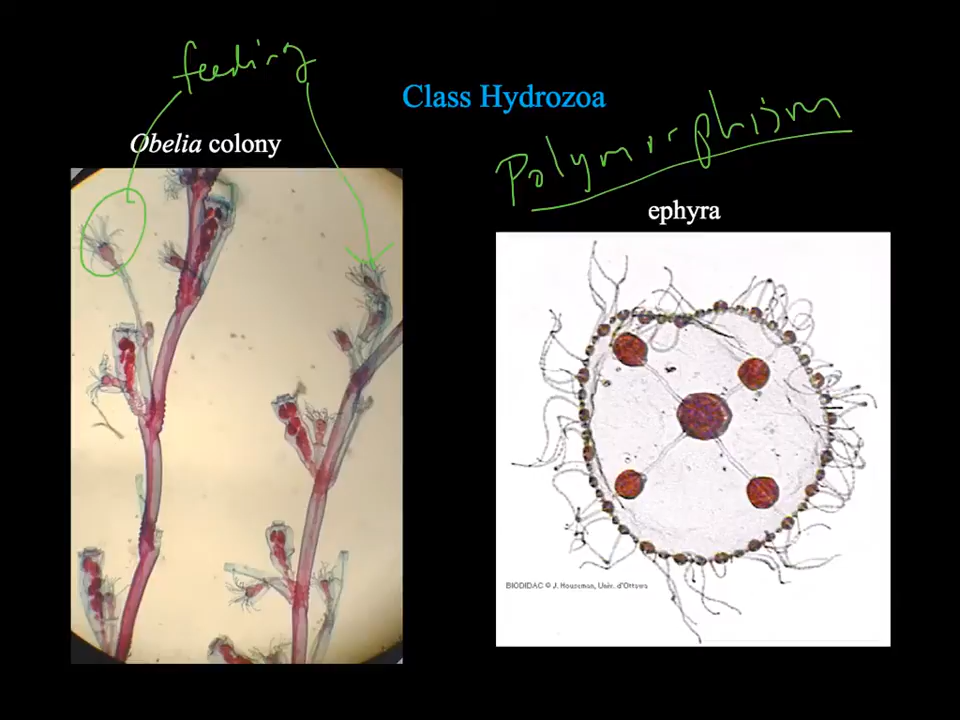 feeding
Class Hydrozoa
Polymorphism
Obelia colony
ephyra
BIODIDAC © J. Houseman, Univ. d'Ottawa